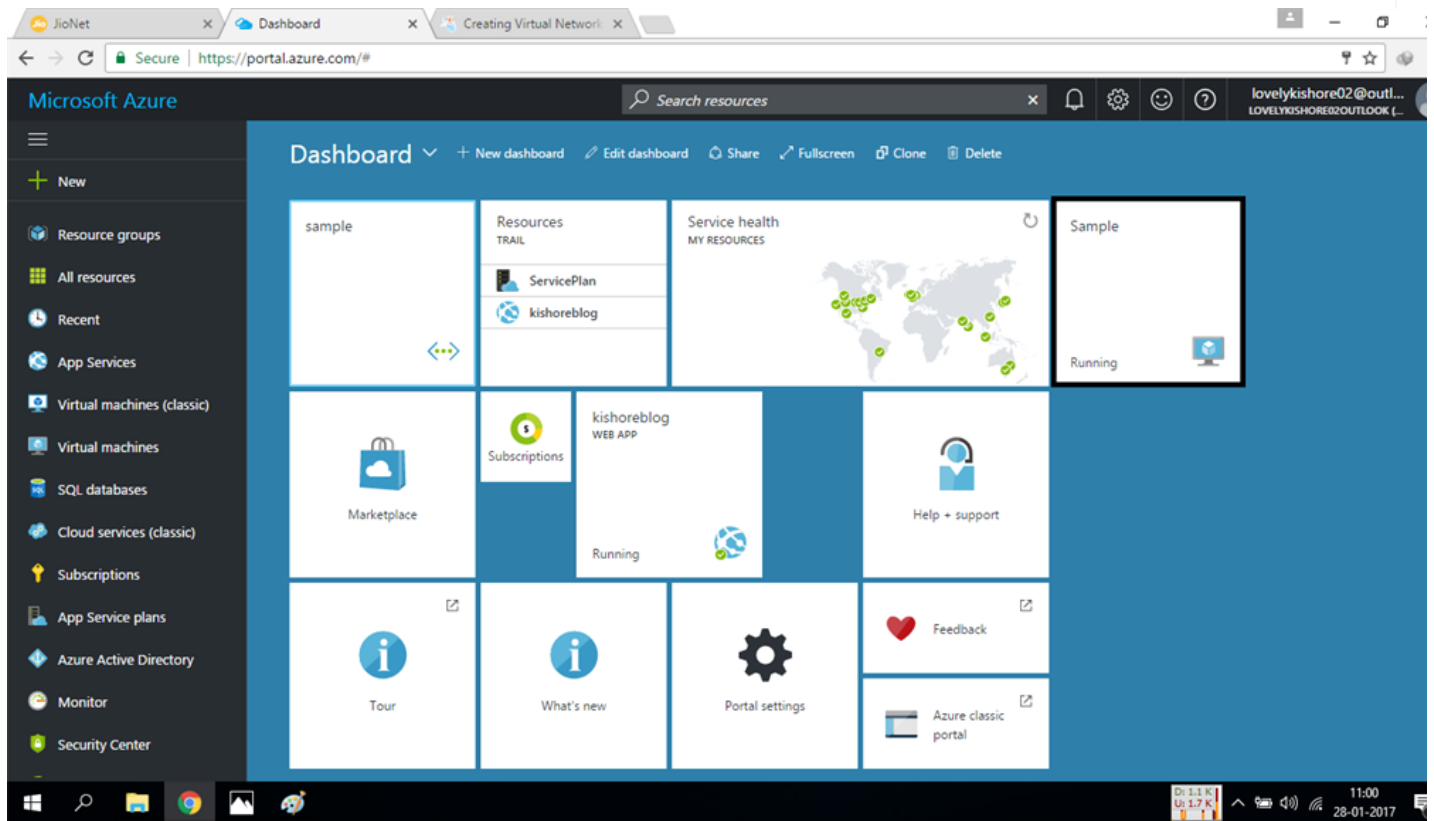 JioNet
Dashboard
Creating Virtual Network
Secure | https://portal.azure.com/#
Microsoft Azure
Search resources
lovelykishore02@outl...
LOVELYKISHORE02OUTLOOK (...
New
Resource groups
All resources
Recent
App Services
Virtual machines (classic)
Virtual machines
SQL databases
Cloud services (classic)
Subscriptions
App Service plans
Azure Active Directory
Monitor
Security Center
Dashboard
New dashboard
Edit dashboard
Share
Fullscreen
Clone
Delete
sample
Resources
TRAIL
ServicePlan
kishoreblog
Service health
MY RESOURCES
Sample
Running
Marketplace
Subscriptions
kishoreblog
WEB APP
Running
Help + support
Tour
What's new
Portal settings
Feedback
Azure classic
portal
D: 1.1 K
U: 1.7 K
11:00
28-01-2017